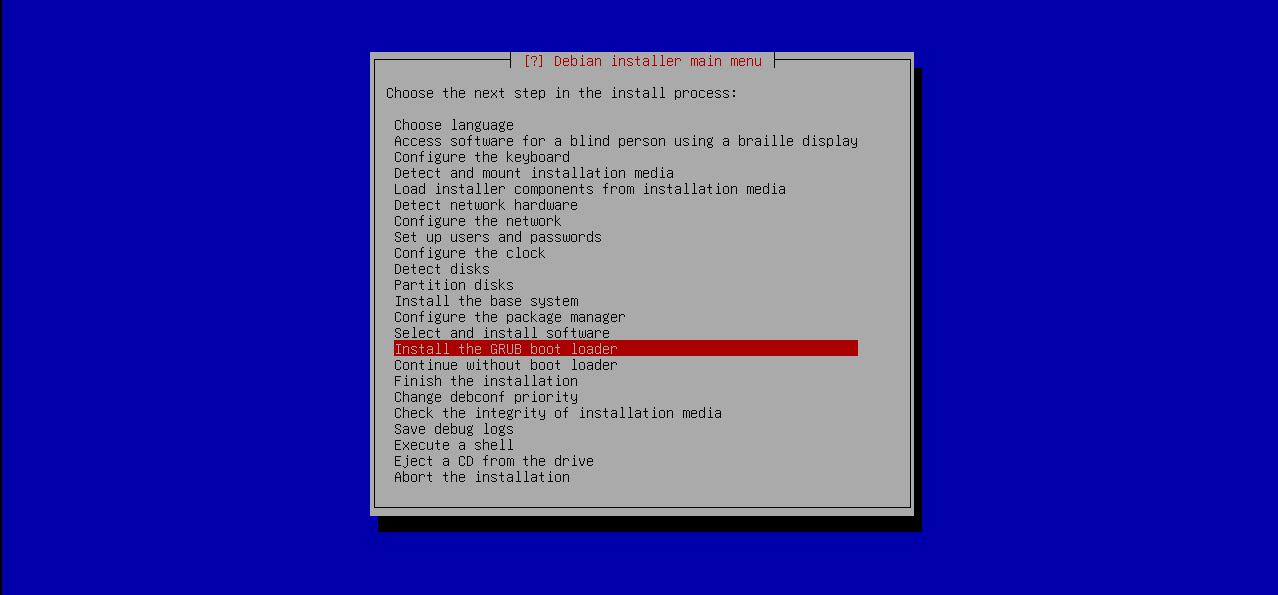 [?] Debian installer main menu
Choose the next step in the install process:
Choose language
Access software for a blind person using a braille display
Configure the keyboard
Detect and mount installation media
Load installer components from installation media
Detect network hardware
Configure the network
Set up users and passwords
Configure the clock
Detect disks
Partition disks
Install the base system
Configure the package manager
Select and install software
Install the GRUB boot loader
Continue without boot loader
Finish the installation
Change debconf priority
Check the integrity of installation media
Save debug logs
Execute a shell
Eject a CD from the drive
Abort the installation